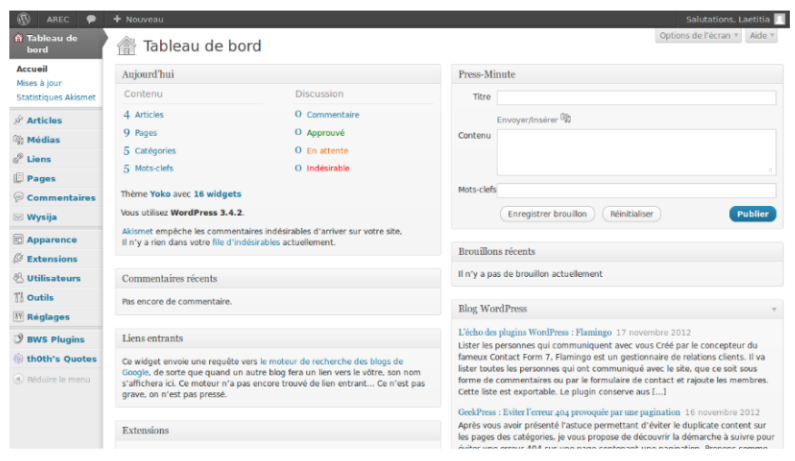 AREC + Nouveau Salutations, Laetitia
Tableau de bord
Accueil
Mises à jour
Statistiques Akismet
Articles
Médias
Liens
Pages
Commentaires
Wysija
Apparence
Extensions
Utilisateurs
Outils
Réglages
BWS Plugins
th0th's Quotes
Réduire le menu
Options de l'écran Aide
Tableau de bord
Aujourd'hui
Contenu Discussion
4 Articles 0 Commentaire
9 Pages 0 Approuvé
5 Catégories 0 En attente
5 Mots-clefs 0 Indésirable
Thème Yoko avec 16 widgets
Vous utilisez WordPress 3.4.2.
Akismet empêche les commentaires indésirables d'arriver sur votre site.
Il n'y a rien dans votre file d'indésirables actuellement.
Commentaires récents
Pas encore de commentaire.
Liens entrants
Ce widget envoie une requête vers le moteur de recherche des blogs de
Google, de sorte que quand un autre blog fera un lien vers le vôtre, son nom
s'affichera ici. Ce moteur n'a pas encore trouvé de lien entrant... Ce n'est pas
grave, on n'est pas pressé.
Extensions
Press-Minute
Titre
Envoyer/Insérer
Contenu
Mots-clefs
Enregistrer brouillon Réinitialiser Publier
Brouillons récents
Il n'y a pas de brouillon actuellement
Blog WordPress
L'écho des plugins WordPress : Flamingo 17 novembre 2012
Lister les personnes qui communiquent avec vous Créé par le concepteur du
fameux Contact Form 7, Flamingo est un gestionnaire de relations clients. Il va
lister toutes les personnes qui ont communiqué avec le site, que ce soit sous
forme de commentaires ou par le formulaire de contact et rajoute les membres.
Cette liste est exportable. Le plugin conserve aus [...]
GeekPress : Eviter l'erreur 404 provoquée par une pagination 16 novembre 2012
Après vous avoir présenté l'astuce permettant d'éviter le duplicate content sur
les pages des catégories, je vous propose de découvrir la démarche à suivre pour
éviter une erreur 404 sur une page contenant une pagination. Prenons comme